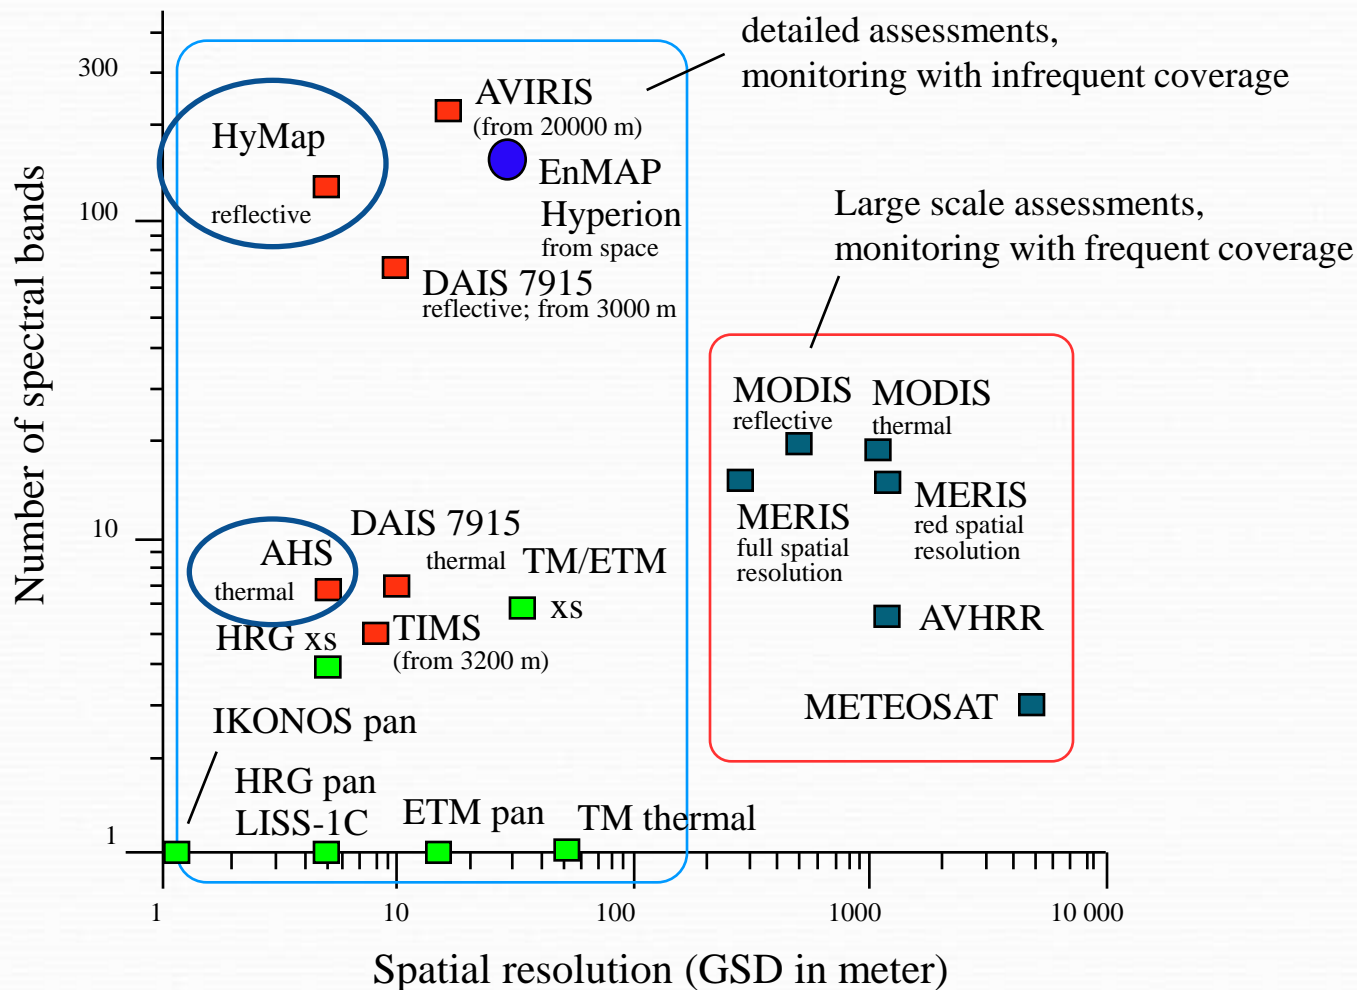 detailed assessments,
monitoring with infrequent coverage
300
AVIRIS
(from 20000 m)
HyMap
EnMAP
reflective
100
Hyperion
from space
Large scale assessments,
monitoring with frequent coverage
DAIS 7915
reflective; from 3000 m
Number of spectral bands
MODIS
reflective
MODIS
thermal
MERIS
full spatial
resolution
MERIS
red spatial
resolution
10
DAIS 7915
thermal
AHS
thermal
TM/ETM
xs
HRG xs
TIMS
(from 3200 m)
AVHRR
METEOSAT
IKONOS pan
HRG pan
LISS-1C
ETM pan
TM thermal
1
1
10
100
1000
10 000
Spatial resolution (GSD in meter)